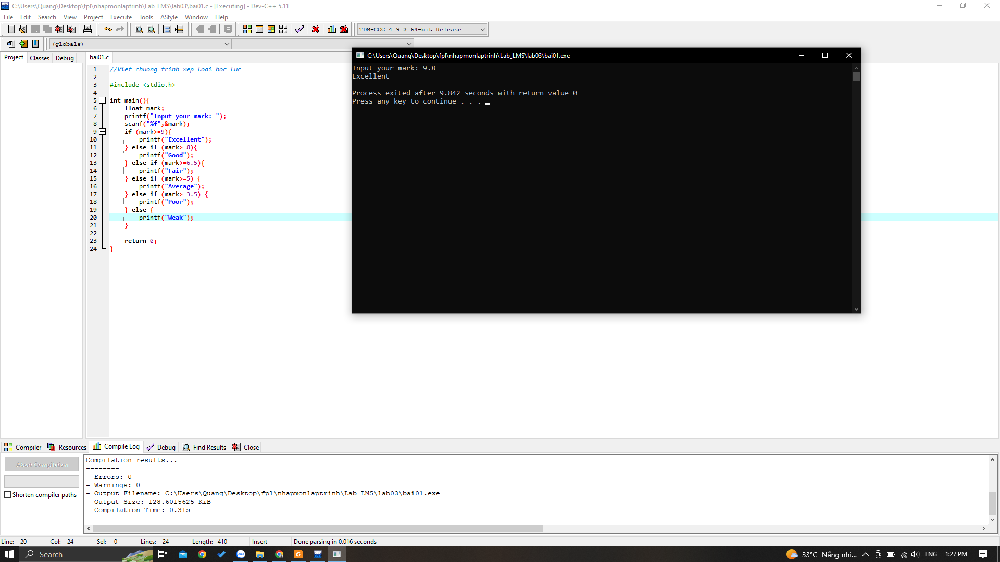 C:\Users\Quang\Desktop\fpl\nhapmonlaptrinh\Lab_LMS\lab03\bai01.c - [Executing] - Dev-C++ 5.11
File Edit Search View Project Execute Tools AStyle Window Help
TDM-GCC 4.9.2 64-bit Release
(globals)
Project Classes Debug
bai01.c
1 //Viet chuong trinh xep loai hoc luc
2
3 #include <stdio.h>
4
5 int main(){
6 float mark;
7 printf("Input your mark: ");
8 scanf("%f",&mark);
9 if (mark>=9){
10 printf("Excellent");
11 } else if (mark>=8){
12 printf("Good");
13 } else if (mark>=6.5){
14 printf("Fair");
15 } else if (mark>=5) {
16 printf("Average");
17 } else if (mark>=3.5) {
18 printf("Poor");
19 } else {
20 printf("Weak");
21 }
22
23 return 0;
24 }
C:\Users\Quang\Desktop\fpl\nhapmonlaptrinh\Lab_LMS\lab03\bai01.exe
Input your mark: 9.8
Excellent
--------------------------------
Process exited after 9.842 seconds with return value 0
Press any key to continue . . .
Compiler Resources Compile Log Debug Find Results Close
Abort Compilation
Shorten compiler paths
Compilation results...
--------
- Errors: 0
- Warnings: 0
- Output Filename: C:\Users\Quang\Desktop\fpl\nhapmonlaptrinh\Lab_LMS\lab03\bai01.exe
- Output Size: 128.6015625 KiB
- Compilation Time: 0.31s
Line: 20 Col: 24 Sel: 0 Lines: 24 Length: 410 Insert Done parsing in 0.016 seconds
Search
Zalo
33°C Nắng nhi...
ENG
1:27 PM